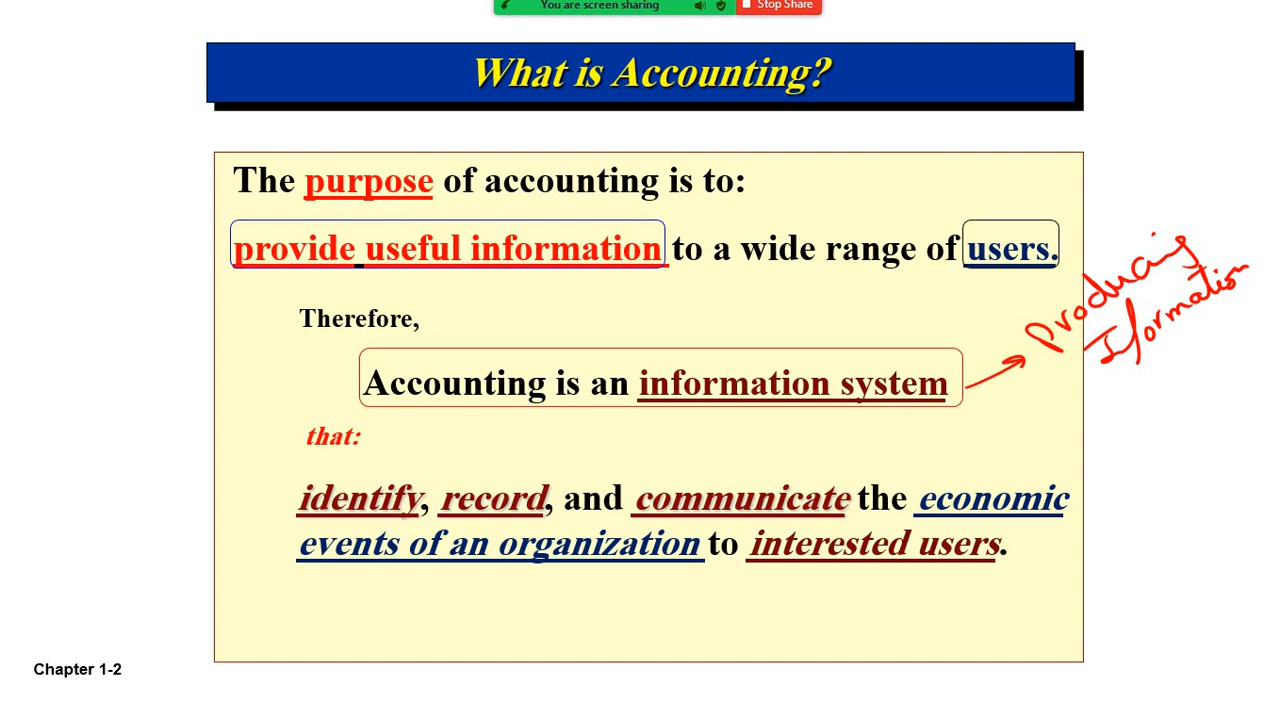 You are screen sharing
Stop Share
What is Accounting?
The purpose of accounting is to:
provide useful information to a wide range of users.
Therefore,
Accounting is an information system
Producing
Information
that:
identify, record, and communicate the economic
events of an organization to interested users.
Chapter 1-2